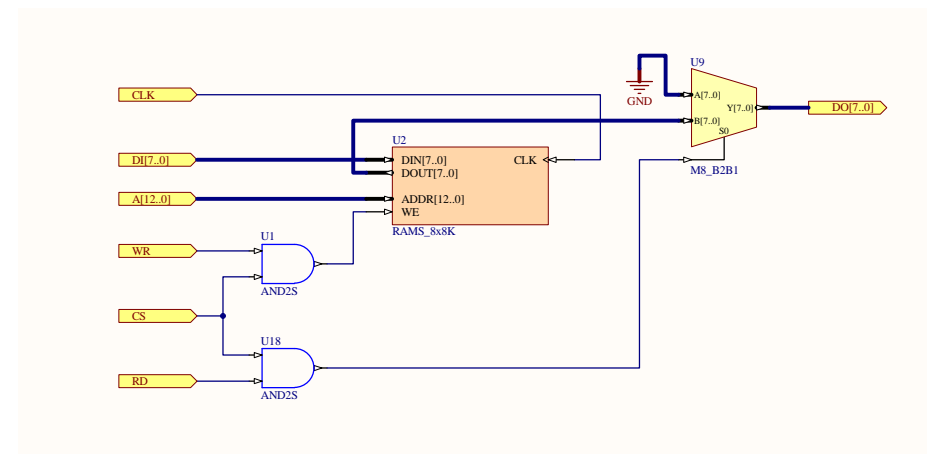 U9
CLK
GND
A[7..0]
Y[7..0]
DO[7..0]
B[7..0]
S0
U2
DI[7..0]
DIN[7..0]
CLK
M8_B2B1
DOUT[7..0]
A[12..0]
ADDR[12..0]
WE
RAMS_8x8K
U1
WR
AND2S
CS
U18
RD
AND2S